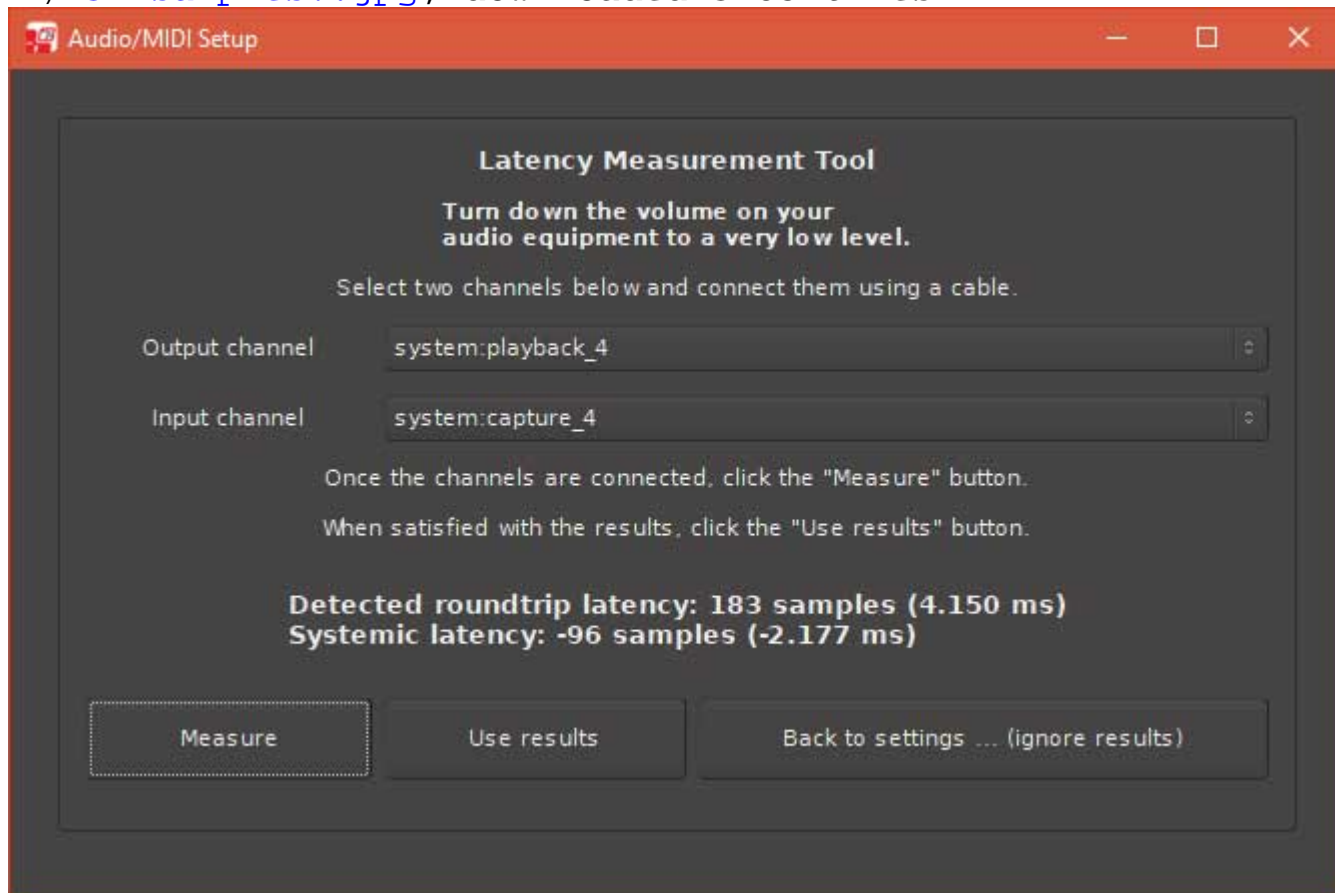 Audio/MIDI Setup
Latency Measurement Tool
Turn down the volume on your
audio equipment to a very low level.
Select two channels below and connect them using a cable.
Output channel system:playback_4
Input channel system:capture_4
Once the channels are connected, click the "Measure" button.
When satisfied with the results, click the "Use results" button.
Detected roundtrip latency: 183 samples (4.150 ms)
Systemic latency: -96 samples (-2.177 ms)
Measure Use results Back to settings ... (ignore results)